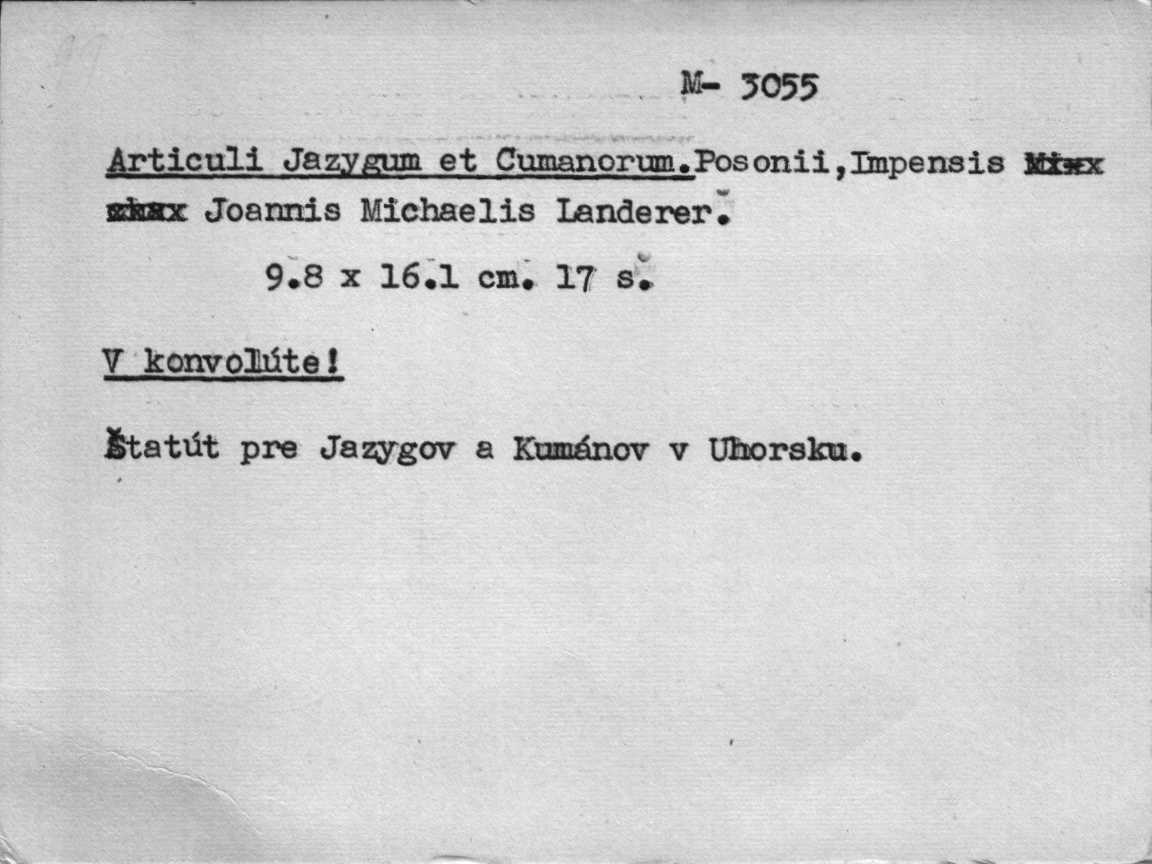 M- 3055
Articuli Jazygum et Cumanorum.Posonii,Impensis
Joannis Michaelis Landerer.
9.8 x 16.1 cm. 17 s.
V konvolúte!
Štatút pre Jazygov a Kumánov v Uhorsku.